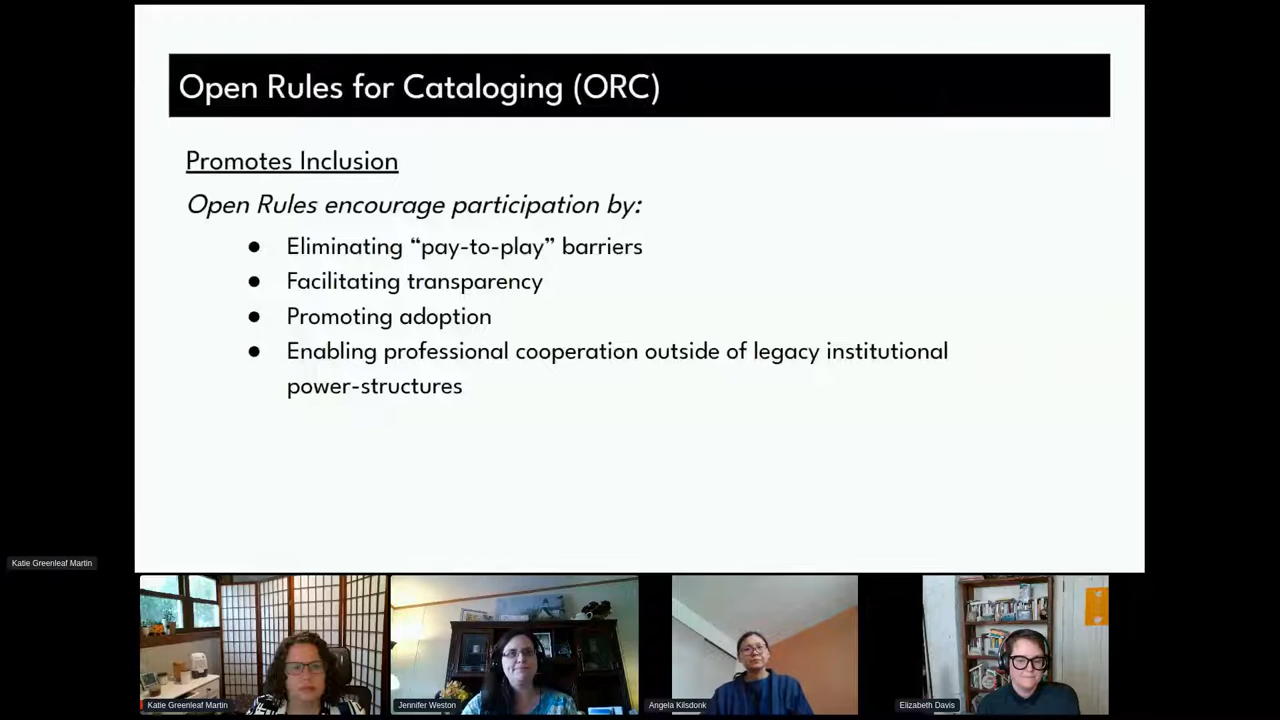 Open Rules for Cataloging (ORC)
Promotes Inclusion
Open Rules encourage participation by:
● Eliminating “pay-to-play” barriers
● Facilitating transparency
● Promoting adoption
● Enabling professional cooperation outside of legacy institutional
power-structures
Katie Greenleaf Martin
Katie Greenleaf Martin
Jennifer Weston
Angela Kilsdonk
Elizabeth Davis